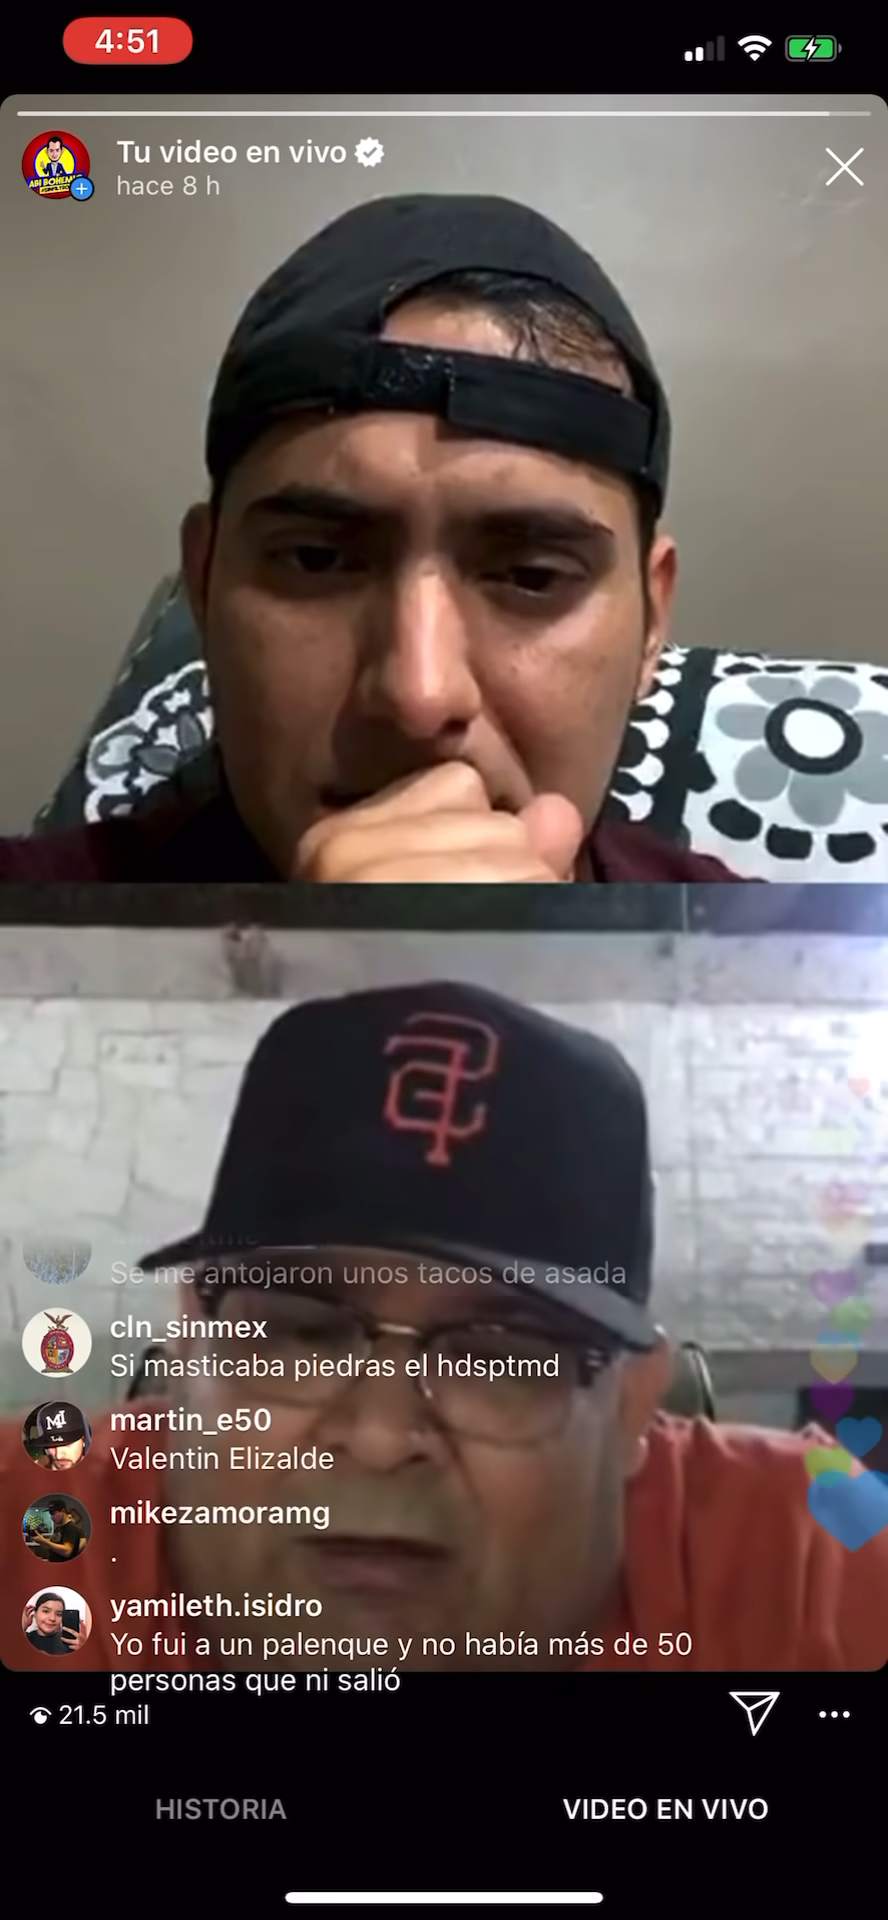 4:51
Tu video en vivo
hace 8 h
ABI BOHEMI
Se me antojaron unos tacos de asada
cln_sinmex
Si masticaba piedras el hdsptmd
martin_e50
Valentin Elizalde
mikezamoramg
.
yamileth.isidro
Yo fui a un palenque y no había más de 50
personas que ni salió
21.5 mil
HISTORIA
VIDEO EN VIVO